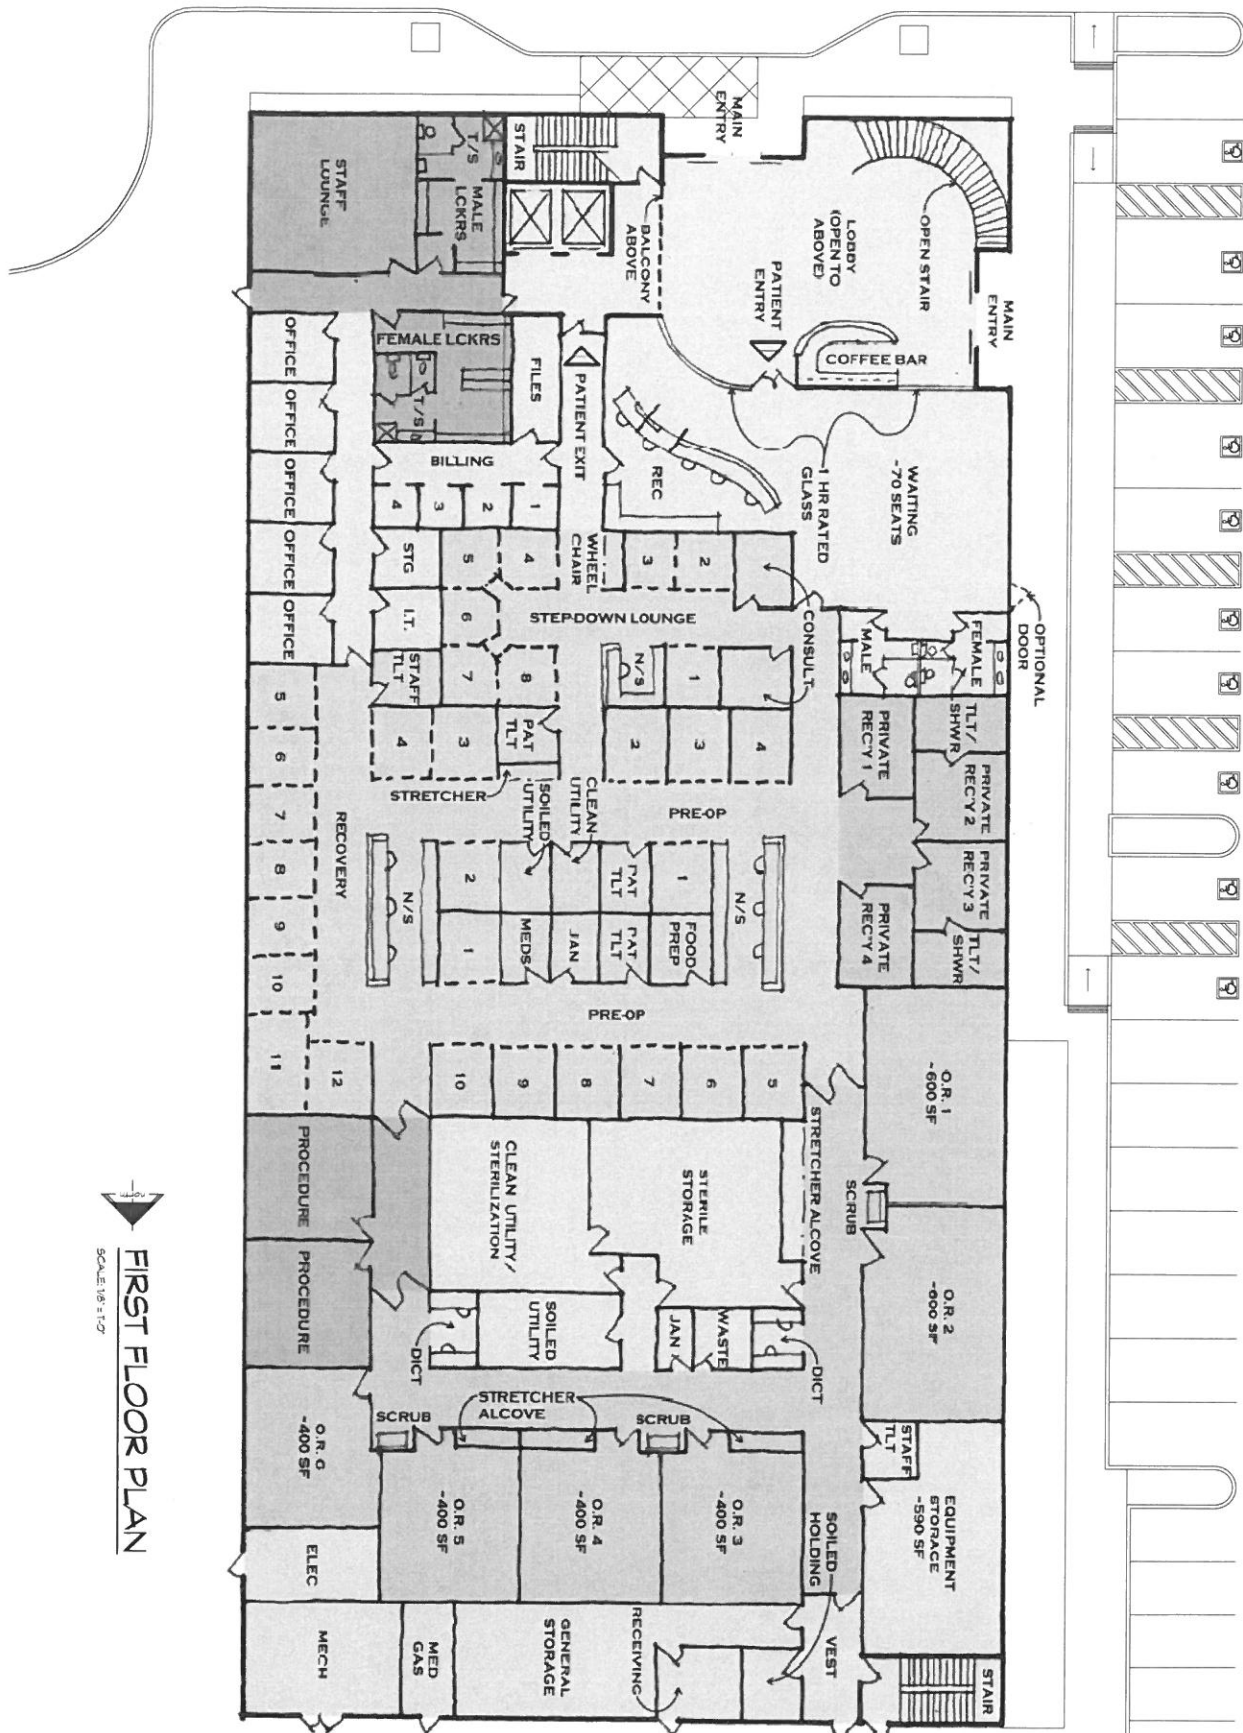 MAIN
ENTRY
STAIR
T/S
MALE
LCKRS
STAFF
LOUNGE
BALCONY
ABOVE
LOBBY
(OPEN TO
ABOVE)
OPEN STAIR
PATIENT
ENTRY
MAIN
ENTRY
COFFEE BAR
OFFICE
OFFICE
OFFICE
OFFICE
OFFICE
FEMALE LCKRS
T/S
FILES
PATIENT EXIT
BILLING
4
3
2
1
REC
1 HR RATED
GLASS
WAITING
~70 SEATS
STG
5
4
WHEEL
CHAIR
3
2
CONSULT
I.T.
6
STEP-DOWN LOUNGE
STAFF
TLT
7
8
N/S
1
MALE
FEMALE
OPTIONAL
DOOR
4
3
PAT
TLT
2
3
4
STRETCHER
SOILED
UTILITY
CLEAN
UTILITY
PRE-OP
PRIVATE
REC'Y 1
TLT/
SHWR
PRIVATE
REC'Y 2
PRIVATE
REC'Y 3
PRIVATE
REC'Y 4
TLT/
SHWR
5
6
7
8
9
10
11
12
RECOVERY
N/S
2
PAT
TLT
1
N/S
1
MEDS
JAN
PAT
TLT
FOOD
PREP
PRE-OP
10
9
8
7
6
5
O.R. 1
~600 SF
PROCEDURE
CLEAN UTILITY/
STERILIZATION
STERILE
STORAGE
STRETCHER ALCOVE
SCRUB
PROCEDURE
DICT
SOILED
UTILITY
JAN
WASTE
DICT
O.R. 2
~600 SF
SCRUB
STRETCHER
ALCOVE
SCRUB
STAFF
TLT
O.R. G
~400 SF
O.R. 5
~400 SF
O.R. 4
~400 SF
O.R. 3
~400 SF
SOILED
HOLDING
EQUIPMENT
STORAGE
~590 SF
ELEC
MECH
MED
GAS
GENERAL
STORAGE
RECEIVING
VEST
STAIR
FIRST FLOOR PLAN
SCALE: 1/8" = 1'-0"